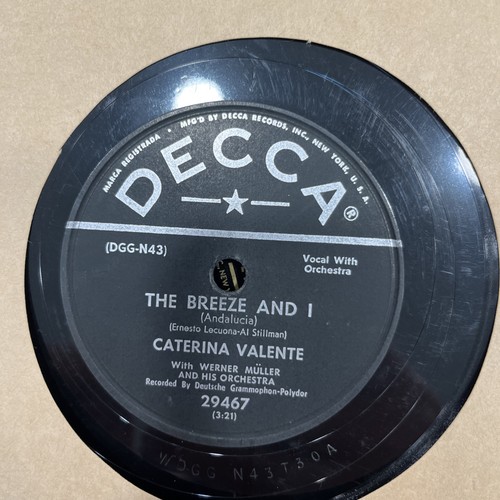 MARCA REGISTRADA • MFG'D BY DECCA RECORDS, INC., NEW YORK, U. S. A.
DECCA®
(DGG-N43)
Vocal With
Orchestra
THE BREEZE AND I
(Andalucia)
(Ernesto Lecuona-Al Stillman)
CATERINA VALENTE
With WERNER MÜLLER
AND HIS ORCHESTRA
Recorded By Deutsche Grammophon-Polydor
29467
(3:21)
DGG N43T30A